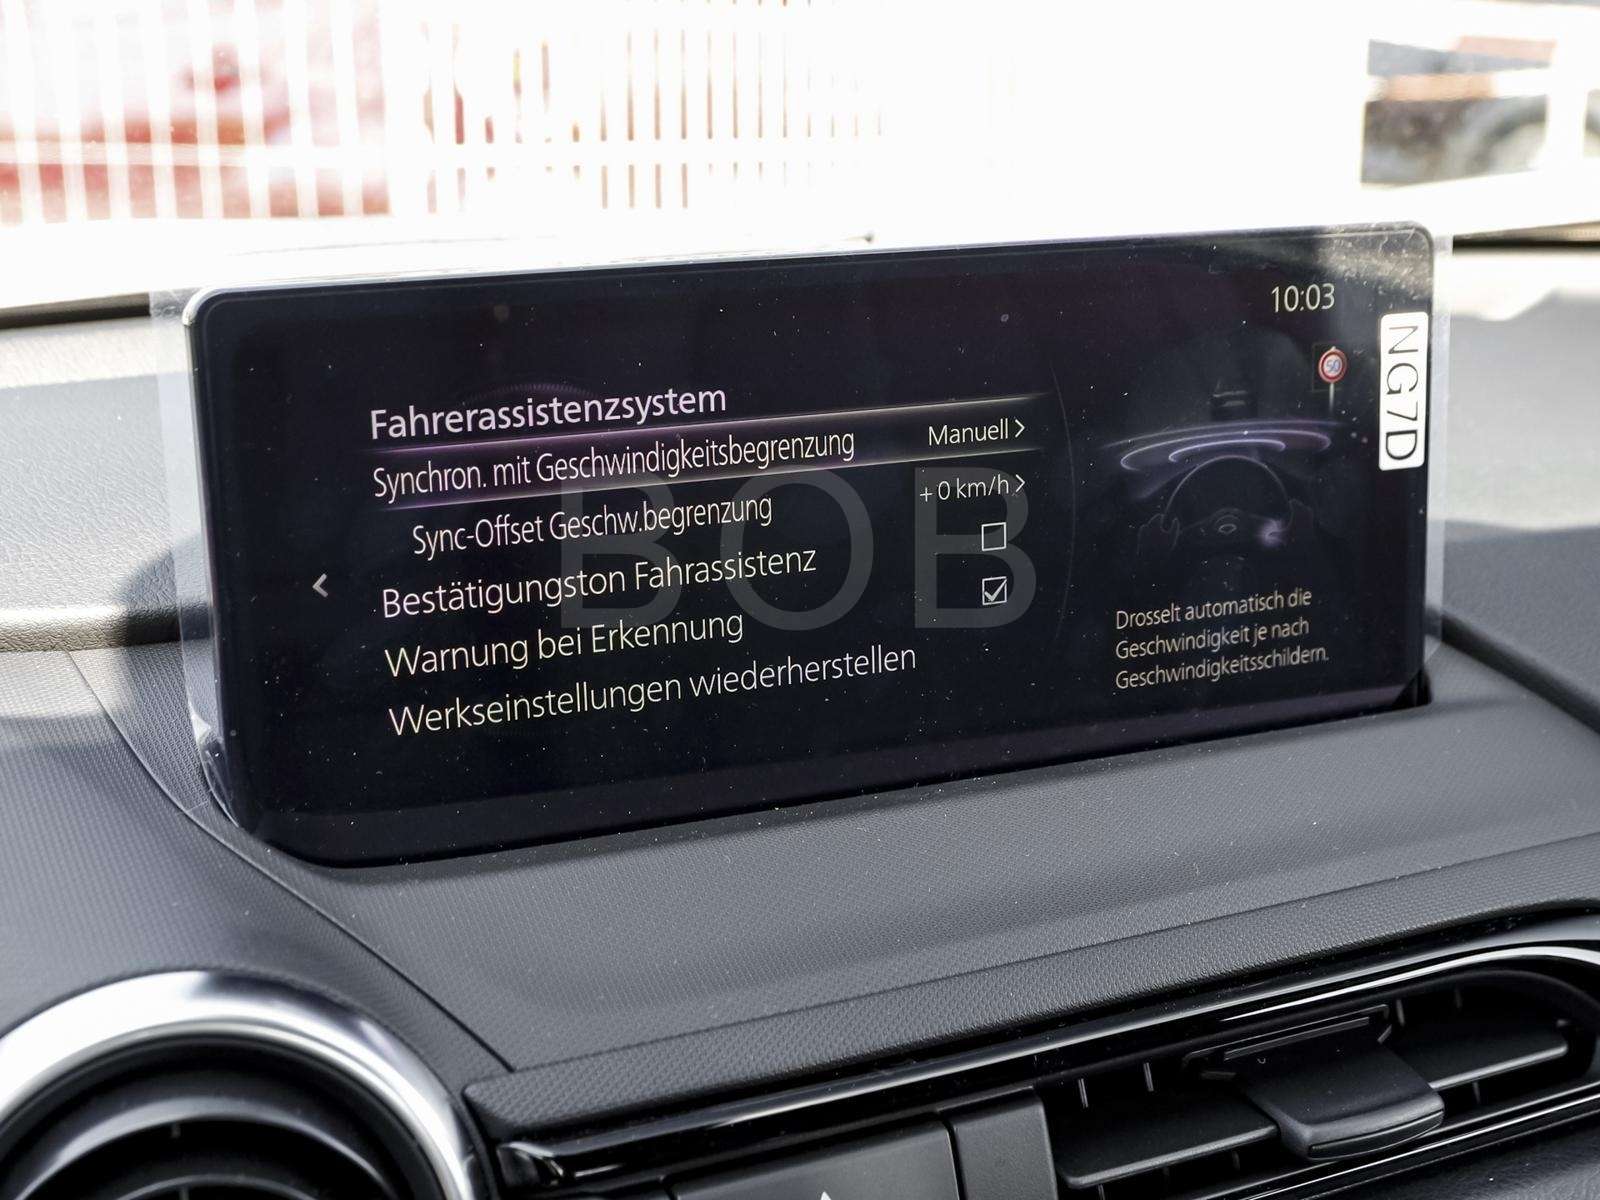 10:03
NG7D
50
Fahrerassistenzsystem
Synchron. mit Geschwindigkeitsbegrenzung Manuell
Sync-Offset Geschw.begrenzung +0 km/h
Bestätigungston Fahrassistenz
Warnung bei Erkennung
Werkseinstellungen wiederherstellen
Drosselt automatisch die
Geschwindigkeit je nach
Geschwindigkeitsschildern.
BOB